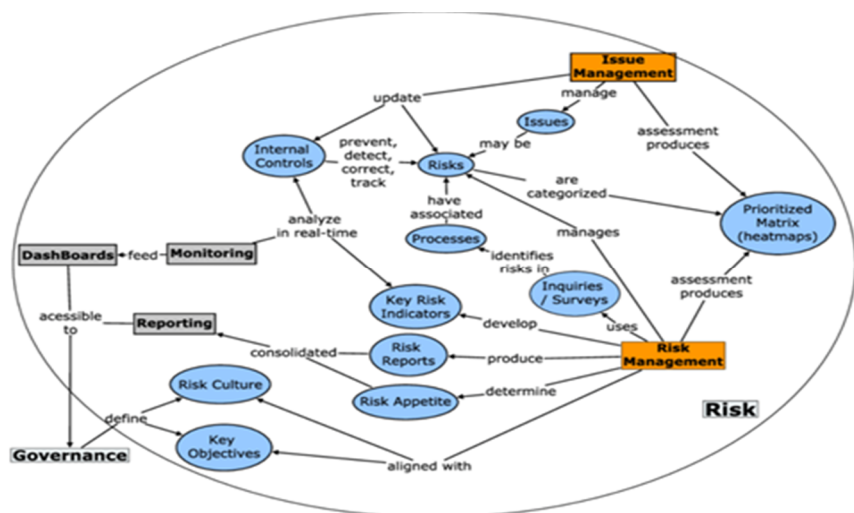 Issue
Management
update
manage
Issues
assessment
produces
prevent,
detect,
correct,
track
Internal
Controls
may be
Risks
are
categorized
Prioritized
Matrix
(heatmaps)
have
associated
analyze
in real-time
Processes
manages
DashBoards
feed
Monitoring
identifies
risks in
assessment
produces
Inquiries
/ Surveys
Key Risk
Indicators
acessible
to
Reporting
develop
uses
consolidated
Risk
Reports
produce
Risk
Management
Risk Culture
Risk Appetite
determine
Risk
define
Key
Objectives
Governance
aligned with